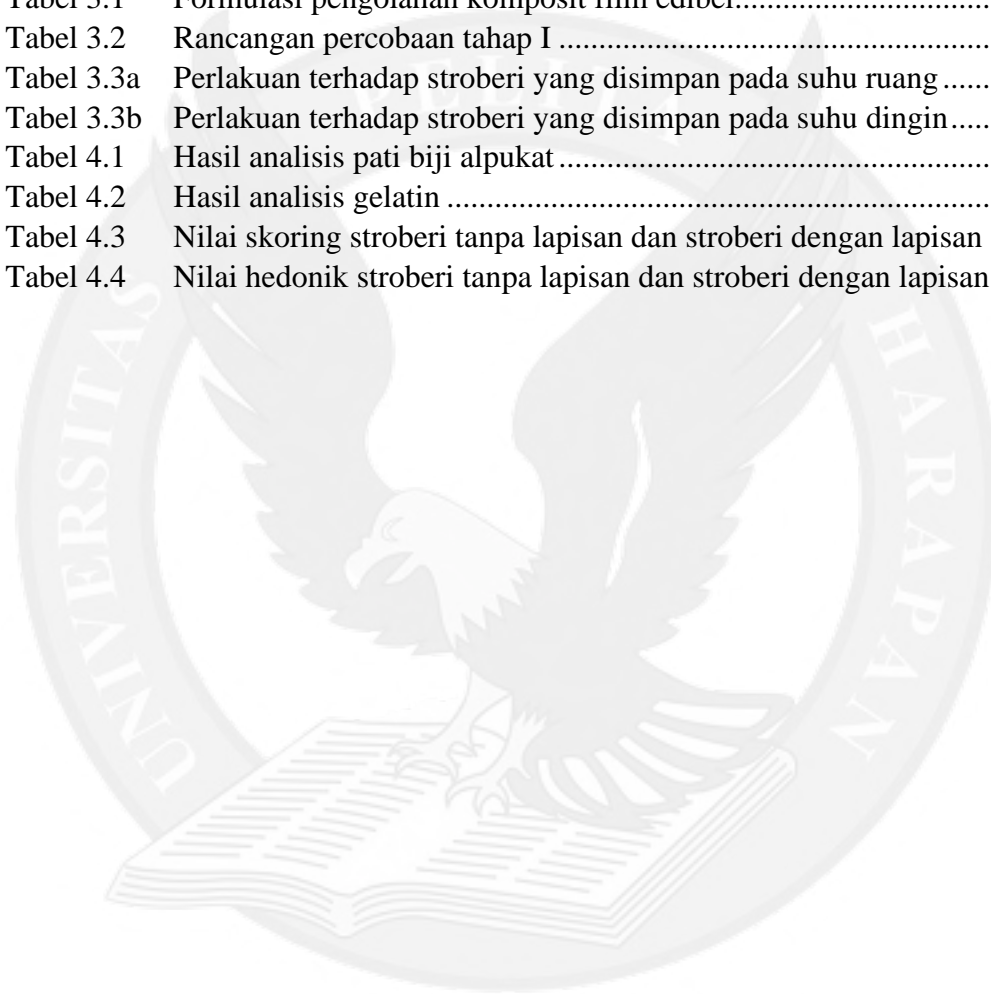 Tabel 3.1 Formulasi pengolahan komposit film edibel..............................
Tabel 3.2 Rancangan percobaan tahap I ....................................................
Tabel 3.3a Perlakuan terhadap stroberi yang disimpan pada suhu ruang ......
Tabel 3.3b Perlakuan terhadap stroberi yang disimpan pada suhu dingin.....
Tabel 4.1 Hasil analisis pati biji alpukat ....................................................
Tabel 4.2 Hasil analisis gelatin ..................................................................
Tabel 4.3 Nilai skoring stroberi tanpa lapisan dan stroberi dengan lapisan
Tabel 4.4 Nilai hedonik stroberi tanpa lapisan dan stroberi dengan lapisan
UNIVERSITAS PELITA HARAPAN